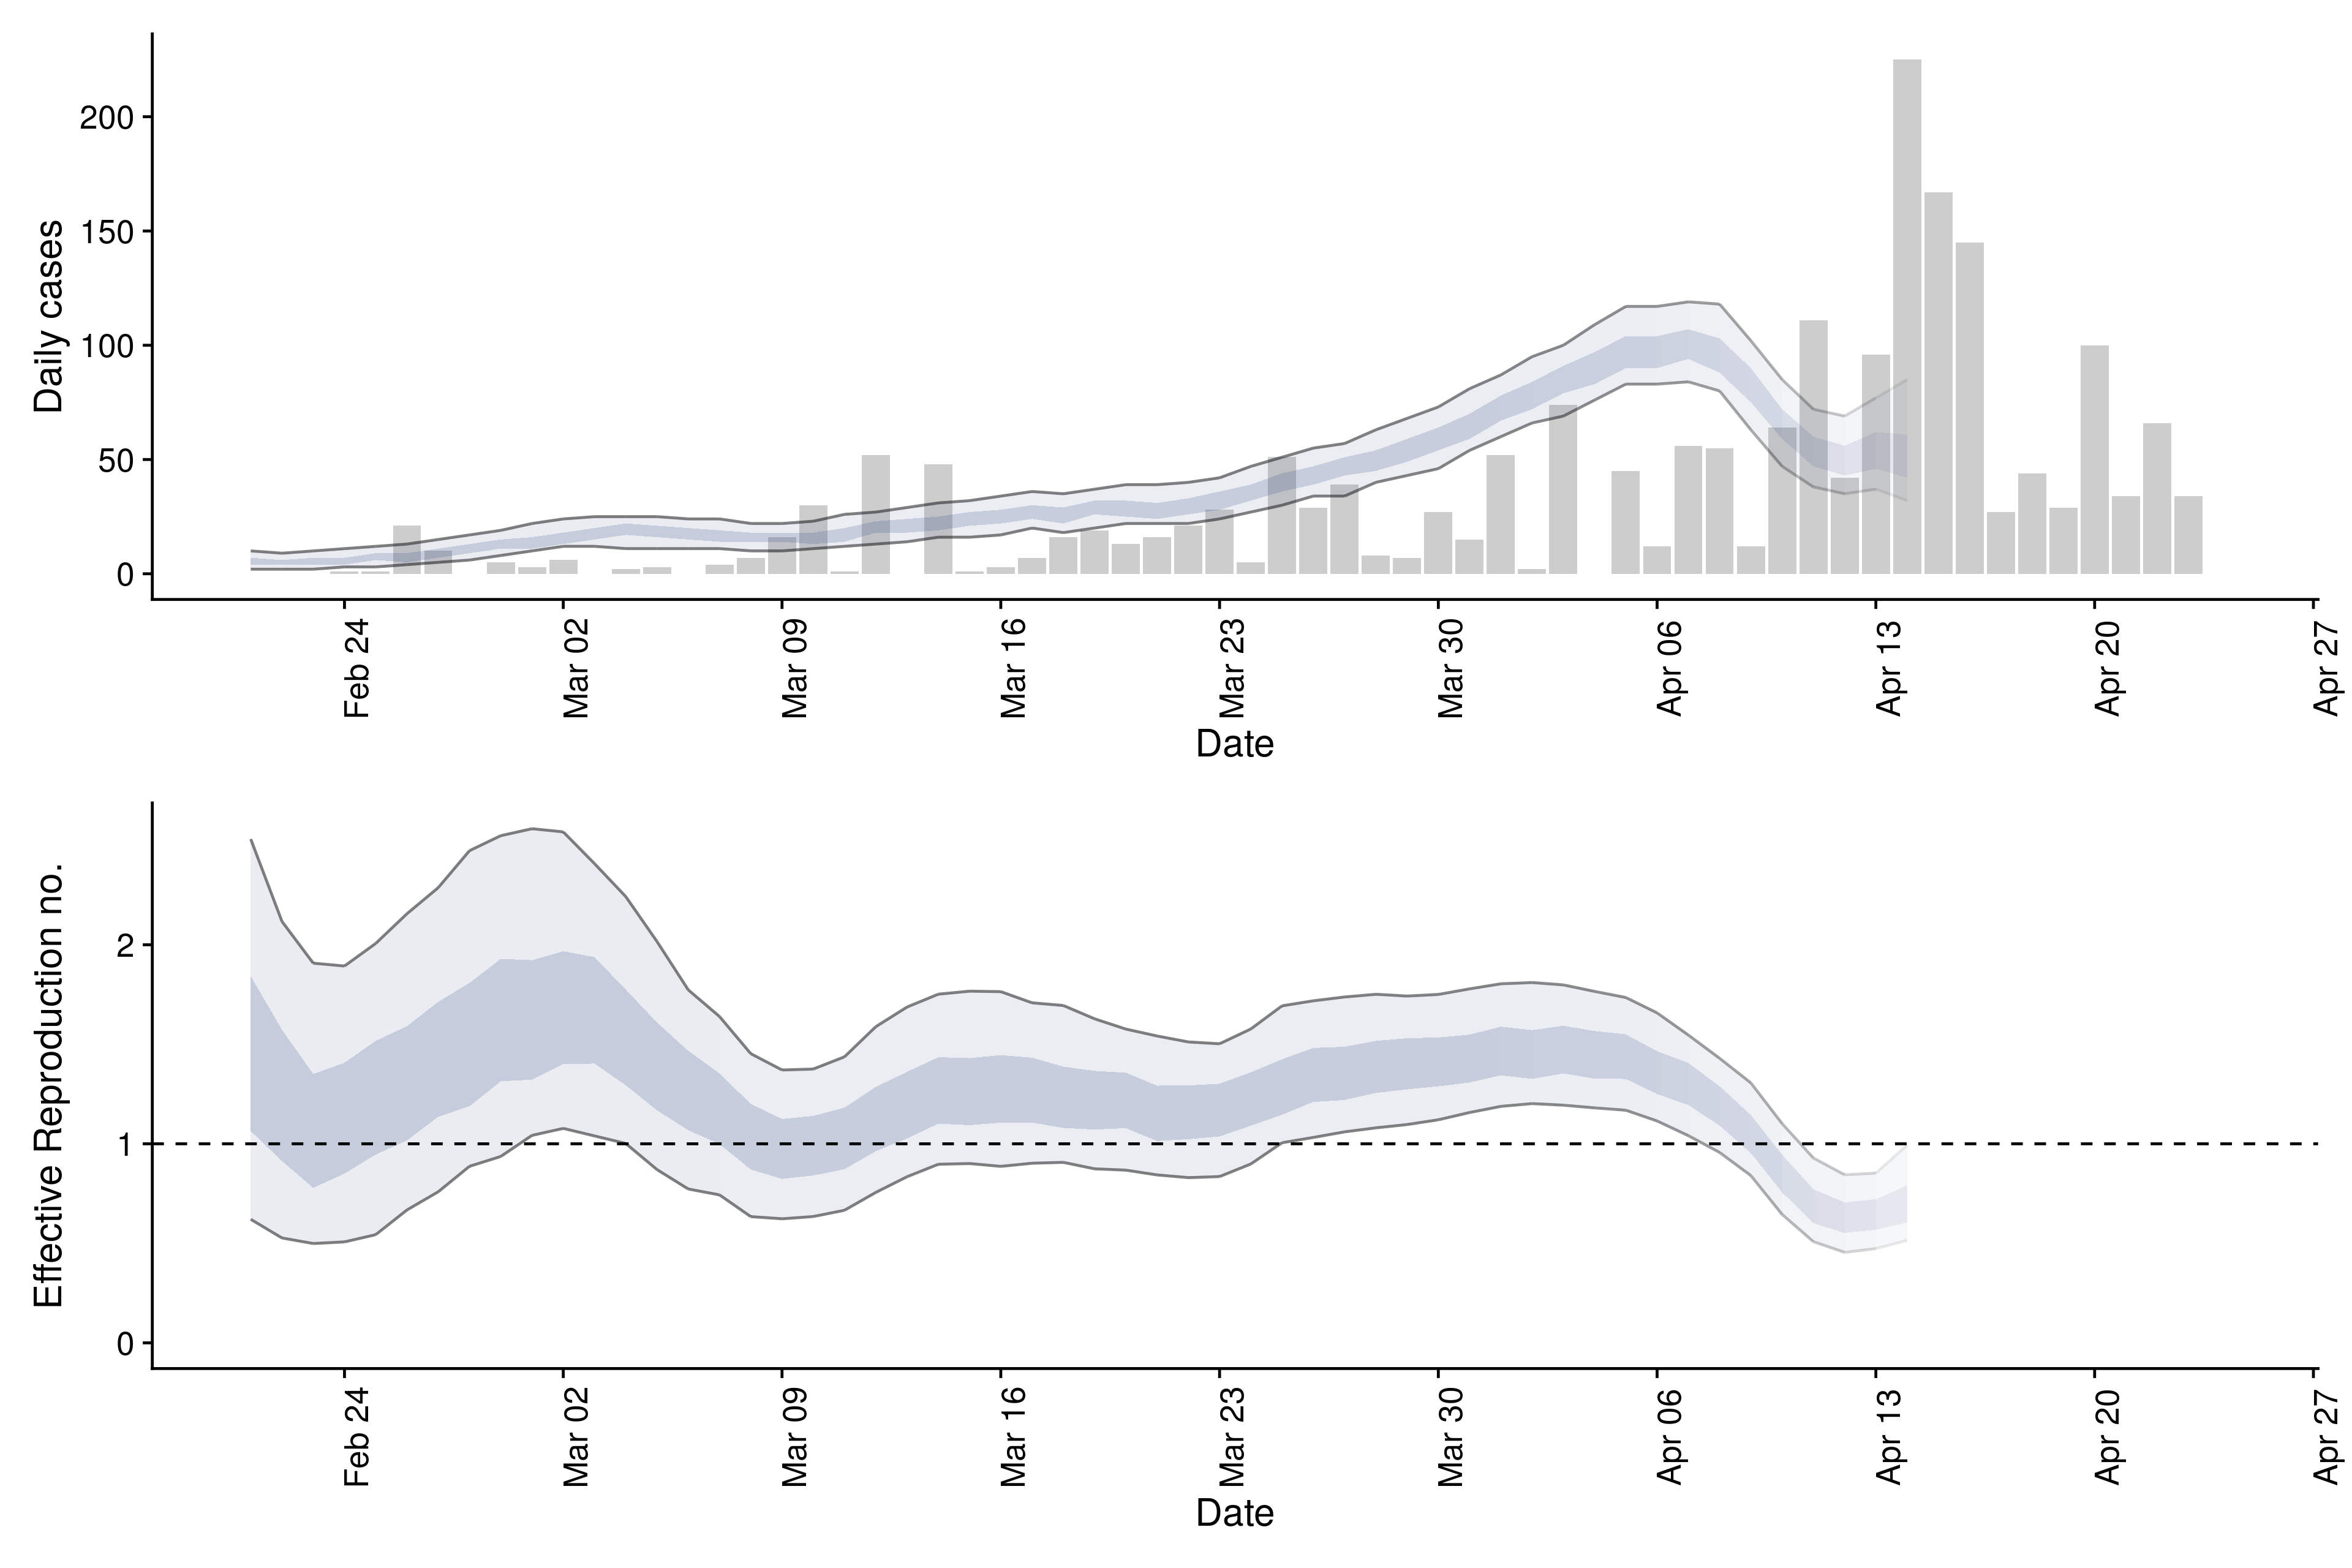 Daily cases
200
150
100
50
0
Feb 24
Mar 02
Mar 09
Mar 16
Mar 23
Mar 30
Apr 06
Apr 13
Apr 20
Apr 27
Date
Effective Reproduction no.
2
1
0
Feb 24
Mar 02
Mar 09
Mar 16
Mar 23
Mar 30
Apr 06
Apr 13
Apr 20
Apr 27
Date